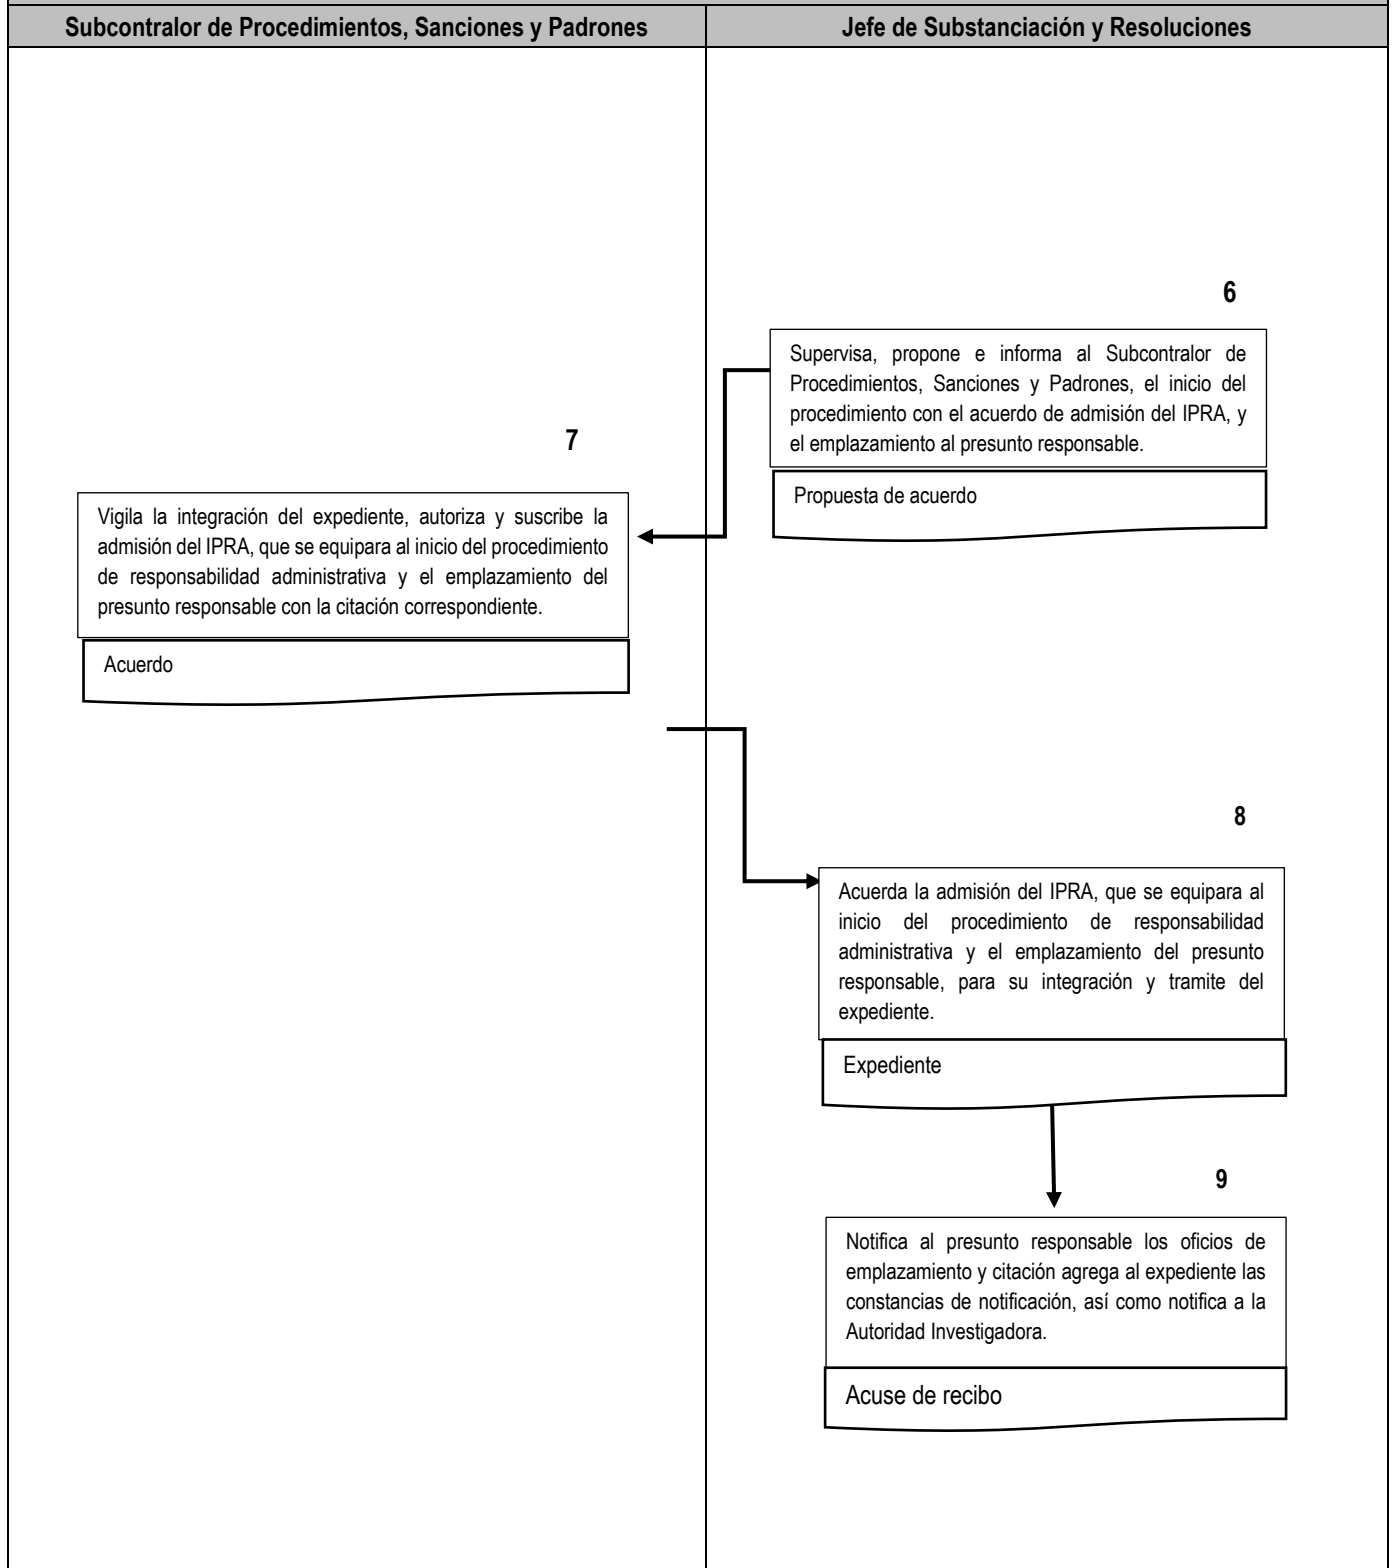 Subcontralor de Procedimientos, Sanciones y Padrones
Jefe de Substanciación y Resoluciones
6
Supervisa, propone e informa al Subcontralor de
Procedimientos, Sanciones y Padrones, el inicio del
procedimiento con el acuerdo de admisión del IPRA, y
el emplazamiento al presunto responsable.
Propuesta de acuerdo
7
Vigila la integración del expediente, autoriza y suscribe la
admisión del IPRA, que se equipara al inicio del procedimiento
de responsabilidad administrativa y el emplazamiento del
presunto responsable con la citación correspondiente.
Acuerdo
8
Acuerda la admisión del IPRA, que se equipara al
inicio del procedimiento de responsabilidad
administrativa y el emplazamiento del presunto
responsable, para su integración y tramite del
expediente.
Expediente
9
Notifica al presunto responsable los oficios de
emplazamiento y citación agrega al expediente las
constancias de notificación, así como notifica a la
Autoridad Investigadora.
Acuse de recibo